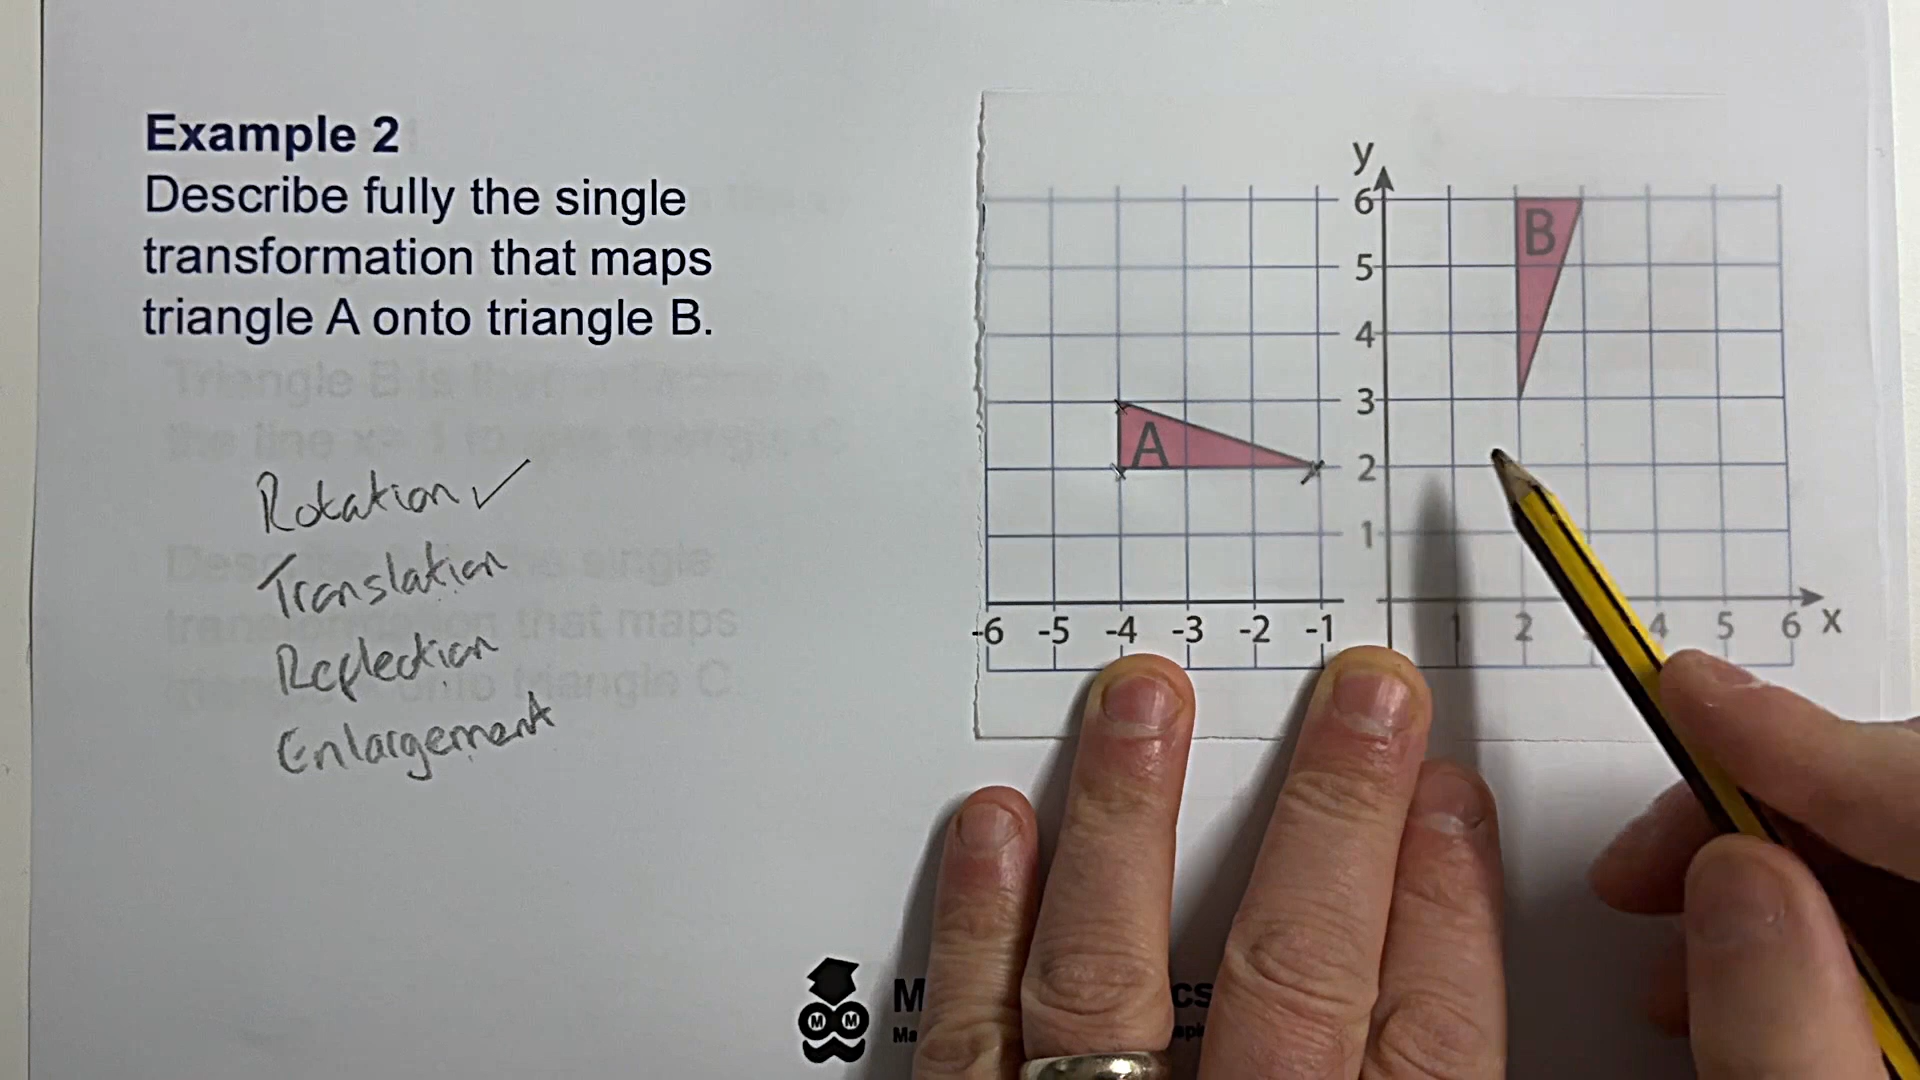 Example 2
Describe fully the single
transformation that maps
triangle A onto triangle B.
Rotation ✓
Translation
Reflection
Enlargement
y
6
5
4
3
2
1
-6 -5 -4 -3 -2 -1 1 2 4 5 6 x
A
B
M M